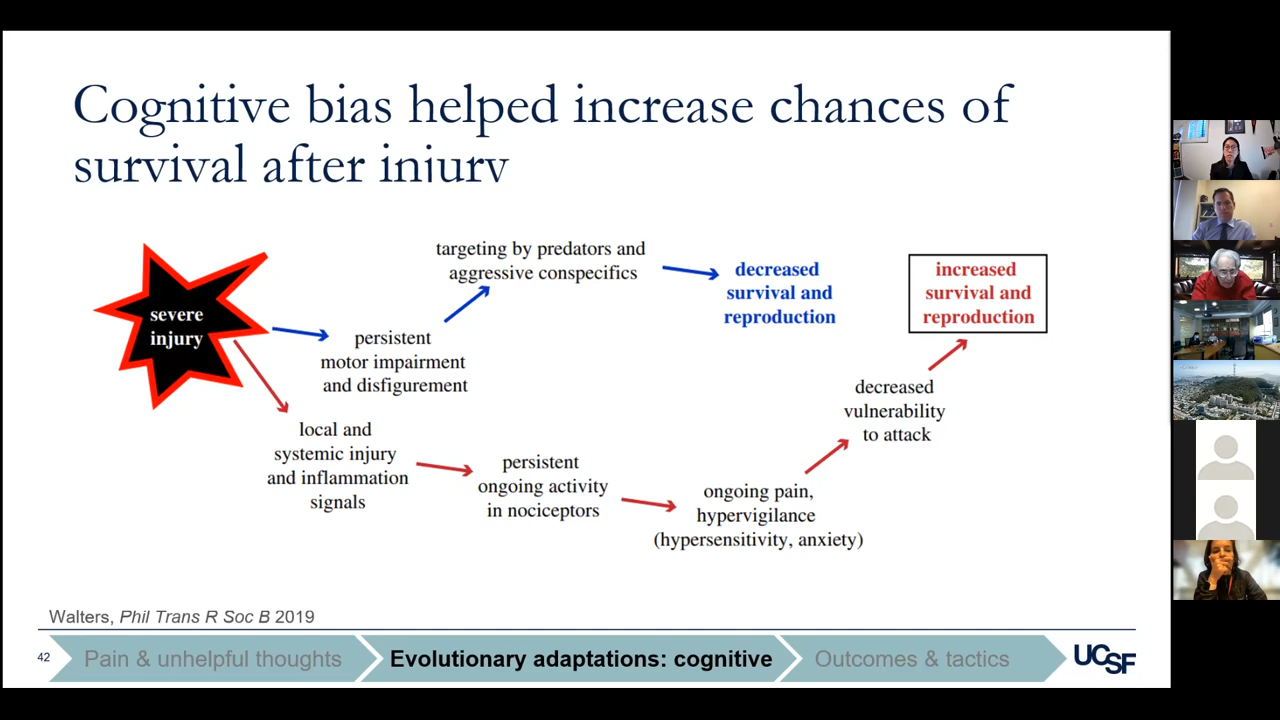 Cognitive bias helped increase chances of
survival after injury
severe
injury
persistent
motor impairment
and disfigurement
targeting by predators and
aggressive conspecifics
decreased
survival and
reproduction
local and
systemic injury
and inflammation
signals
persistent
ongoing activity
in nociceptors
ongoing pain,
hypervigilance
(hypersensitivity, anxiety)
decreased
vulnerability
to attack
increased
survival and
reproduction
Walters, Phil Trans R Soc B 2019
42
Pain & unhelpful thoughts
Evolutionary adaptations: cognitive
Outcomes & tactics
UCSF